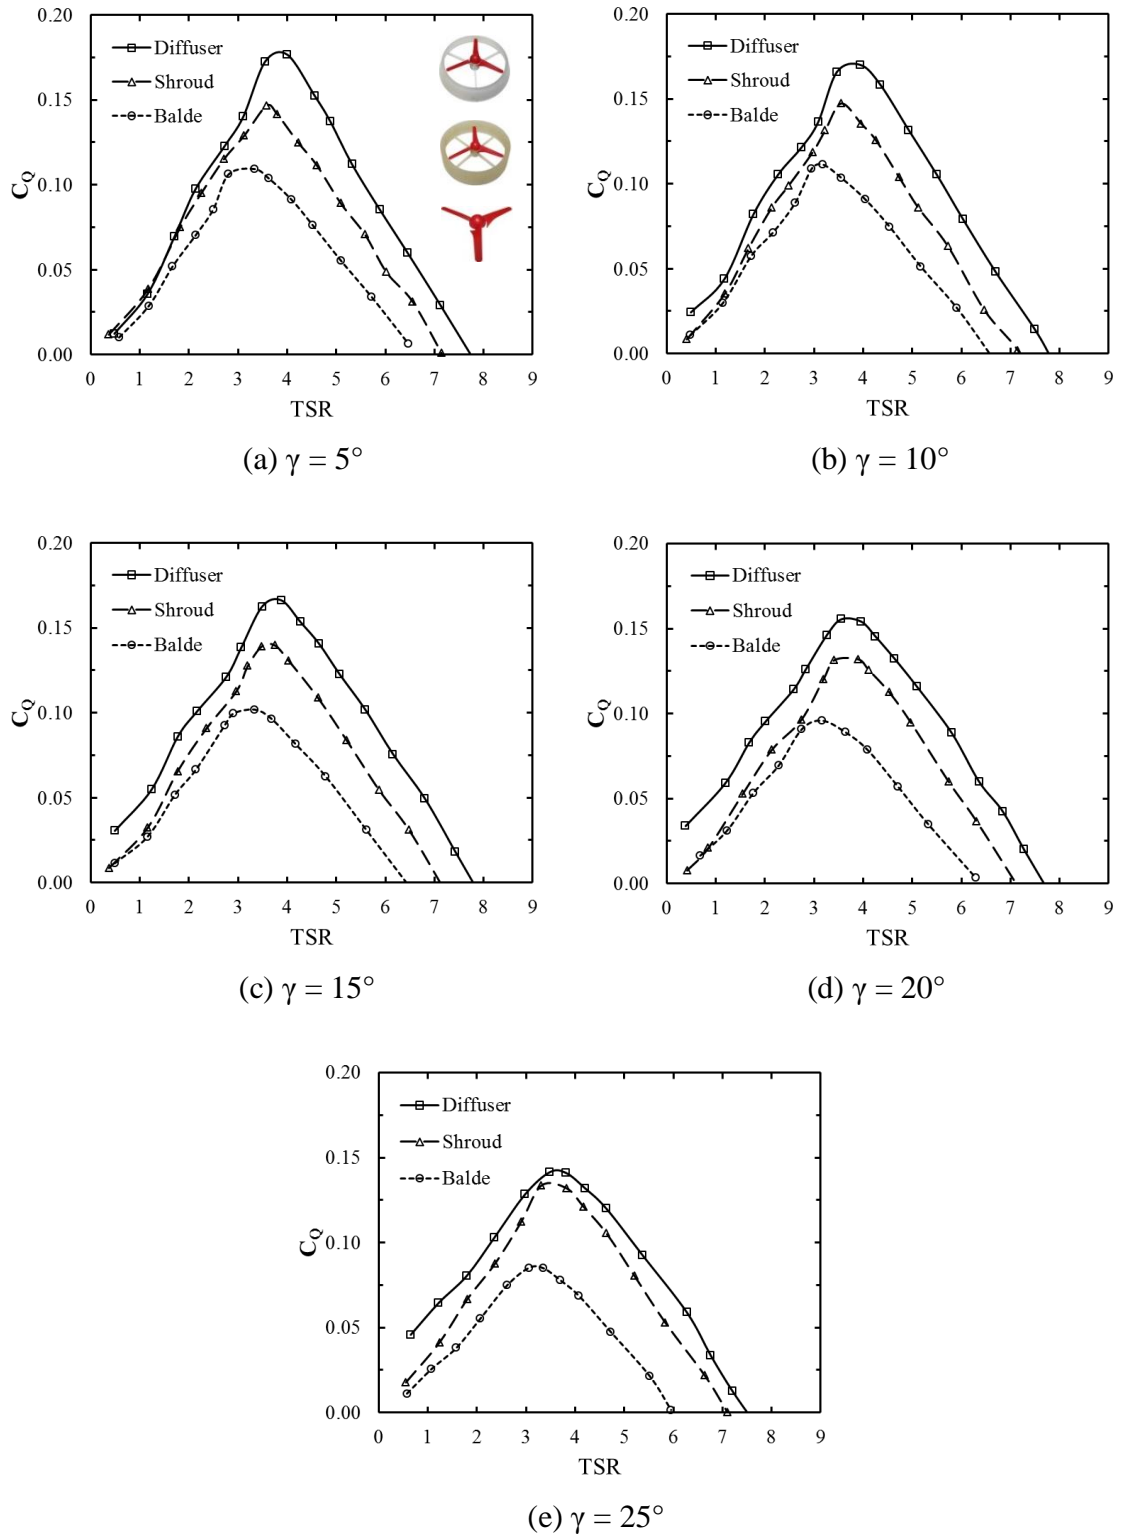 0.20
0.15
0.10
0.05
0.00
C_Q
Diffuser
Shroud
Balde
0 1 2 3 4 5 6 7 8 9
TSR
(a) γ = 5°
0.20
0.15
0.10
0.05
0.00
C_Q
Diffuser
Shroud
Balde
0 1 2 3 4 5 6 7 8 9
TSR
(b) γ = 10°
0.20
0.15
0.10
0.05
0.00
C_Q
Diffuser
Shroud
Balde
0 1 2 3 4 5 6 7 8 9
TSR
(c) γ = 15°
0.20
0.15
0.10
0.05
0.00
C_Q
Diffuser
Shroud
Balde
0 1 2 3 4 5 6 7 8 9
TSR
(d) γ = 20°
0.20
0.15
0.10
0.05
0.00
C_Q
Diffuser
Shroud
Balde
0 1 2 3 4 5 6 7 8 9
TSR
(e) γ = 25°